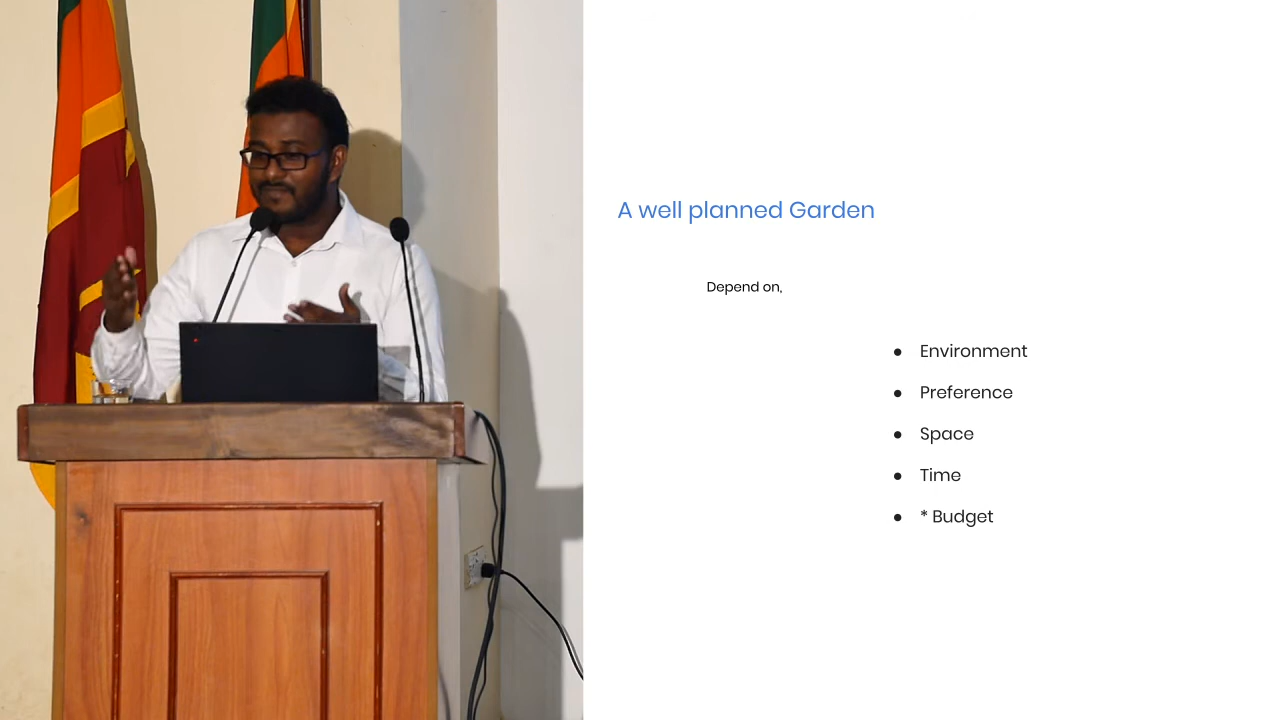 A well planned Garden
Depend on,
● Environment
● Preference
● Space
● Time
● * Budget